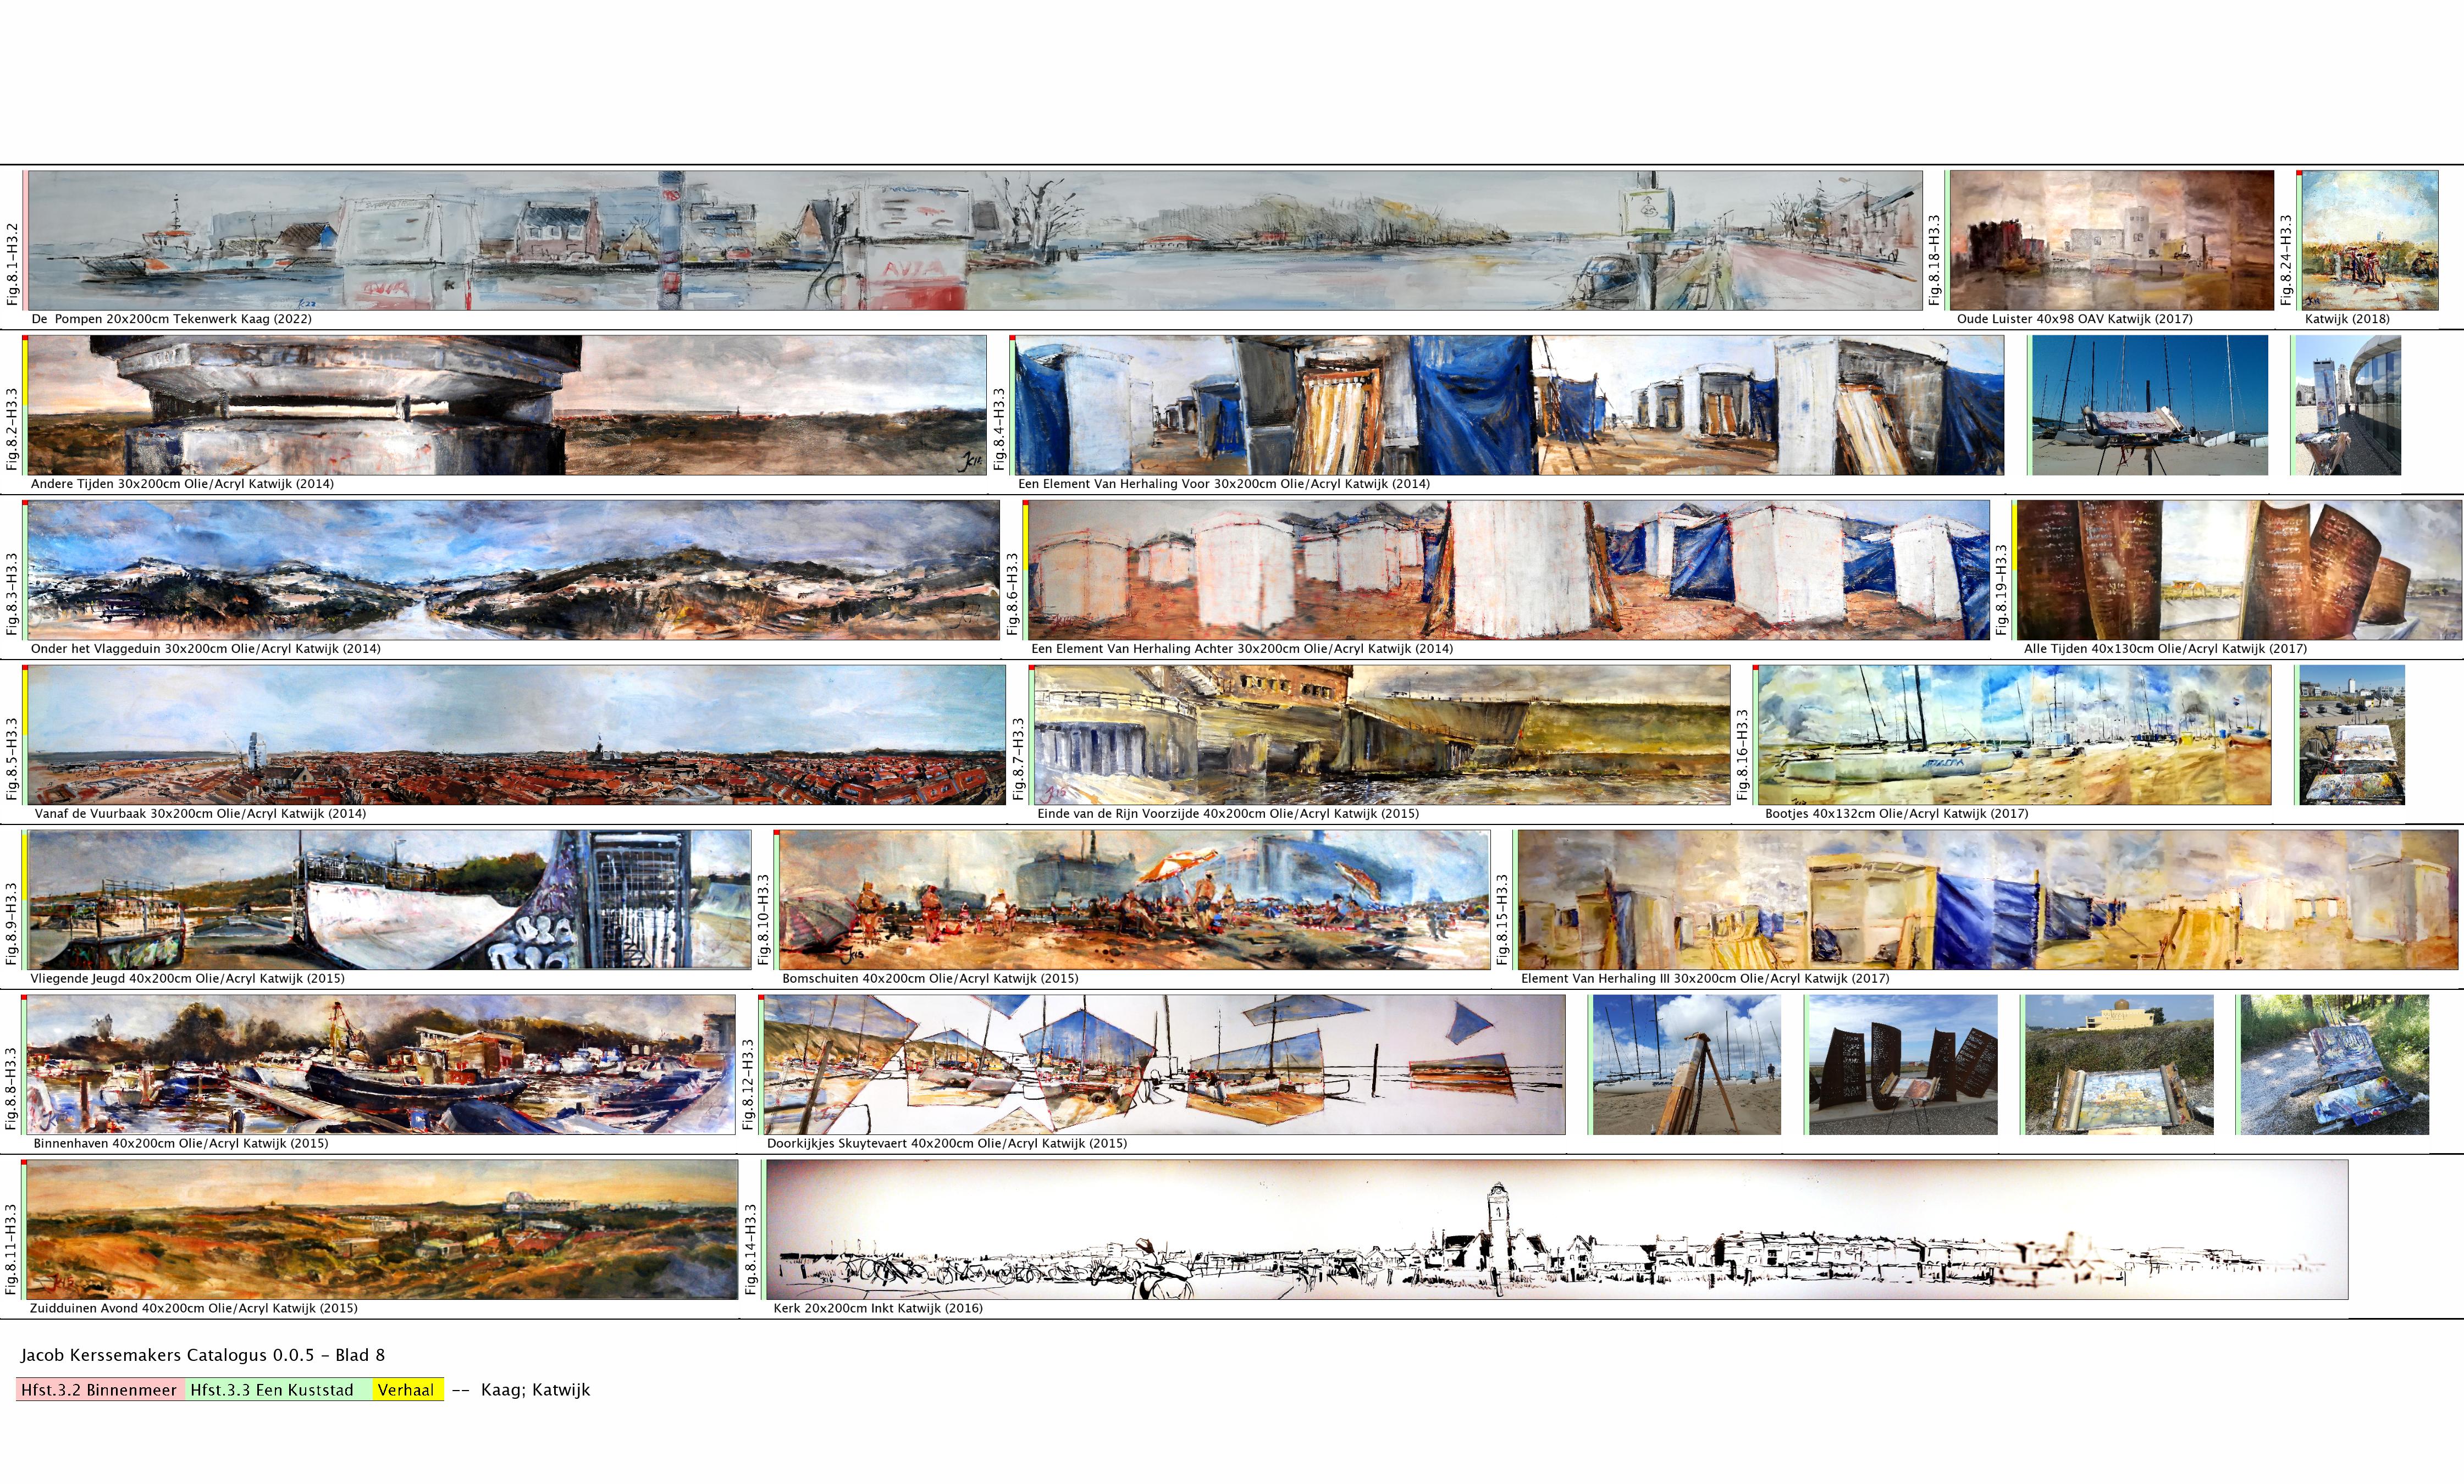 Fig.8.1-H3.2
AVIA
AVIA
De Pompen 20x200cm Tekenwerk Kaag (2022)
Fig.8.18-H3.3
Oude Luister 40x98 OAV Katwijk (2017)
Fig.8.24-H3.3
Katwijk (2018)
Fig.8.2-H3.3
Andere Tijden 30x200cm Olie/Acryl Katwijk (2014)
Fig.8.4-H3.3
Een Element Van Herhaling Voor 30x200cm Olie/Acryl Katwijk (2014)
Fig.8.3-H3.3
Onder het Vlaggeduin 30x200cm Olie/Acryl Katwijk (2014)
Fig.8.6-H3.3
Een Element Van Herhaling Achter 30x200cm Olie/Acryl Katwijk (2014)
Fig.8.19-H3.3
Alle Tijden 40x130cm Olie/Acryl Katwijk (2017)
Fig.8.5-H3.3
Vanaf de Vuurbaak 30x200cm Olie/Acryl Katwijk (2014)
Fig.8.7-H3.3
Einde van de Rijn Voorzijde 40x200cm Olie/Acryl Katwijk (2015)
Fig.8.16-H3.3
Bootjes 40x132cm Olie/Acryl Katwijk (2017)
Fig.8.9-H3.3
Vliegende Jeugd 40x200cm Olie/Acryl Katwijk (2015)
Fig.8.10-H3.3
Bomschuiten 40x200cm Olie/Acryl Katwijk (2015)
Fig.8.15-H3.3
Element Van Herhaling III 30x200cm Olie/Acryl Katwijk (2017)
Fig.8.8-H3.3
Binnenhaven 40x200cm Olie/Acryl Katwijk (2015)
Fig.8.12-H3.3
Doorkijkjes Skuytevaert 40x200cm Olie/Acryl Katwijk (2015)
Fig.8.11-H3.3
Zuidduinen Avond 40x200cm Olie/Acryl Katwijk (2015)
Fig.8.14-H3.3
Kerk 20x200cm Inkt Katwijk (2016)
Jacob Kerssemakers Catalogus 0.0.5 - Blad 8
Hfst.3.2 Binnenmeer Hfst.3.3 Een Kuststad Verhaal -- Kaag; Katwijk